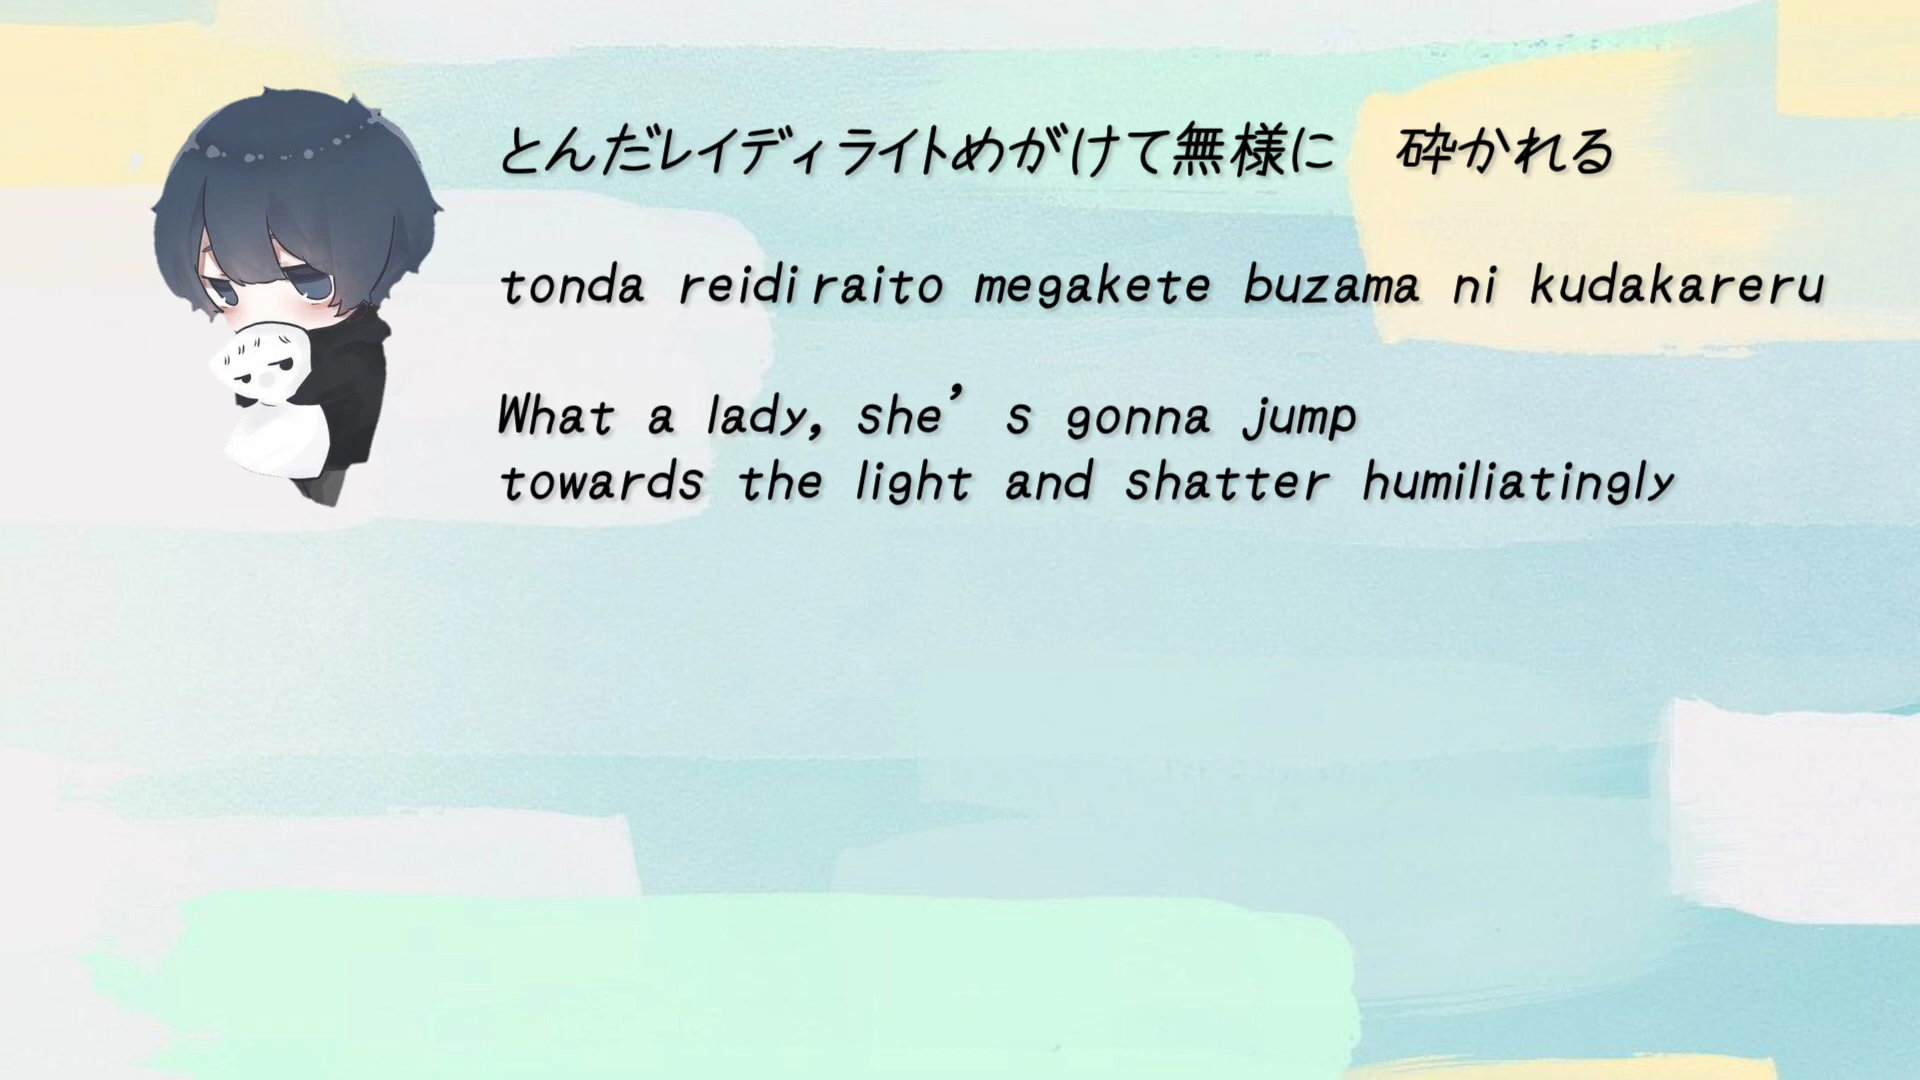 とんだレイディライトめがけて無様に　砕かれる
tonda reidi raito megakete buzama ni kudakareru
What a lady, she’s gonna jump
towards the light and shatter humiliatingly